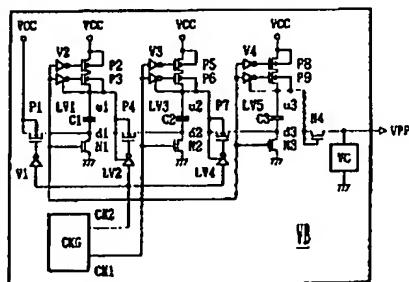 VCC VCC VCC VCC
V2 P2 V3 P5 V4 P8
P3 P6 P9
P1 LV1 u1 P4 LV3 u2 P7 LV5 u3
C1 C2 C3 N4
d1 d2 d3 VPP
N1 N2 N3 VC
V1 LV2 LV4
CK2 VB
CKG
CK1